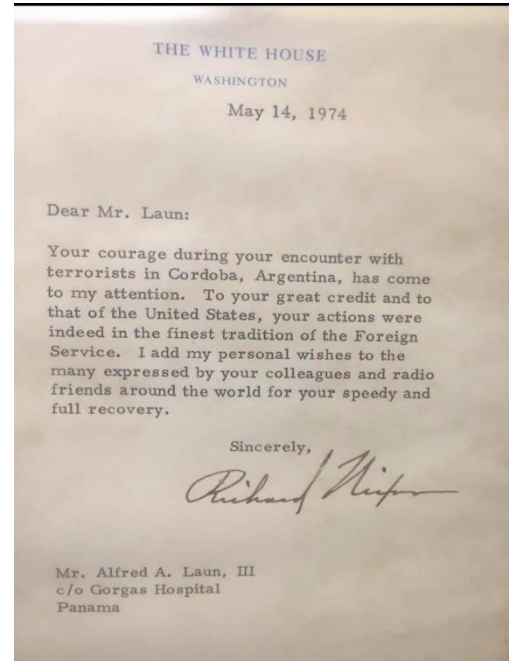 THE WHITE HOUSE
WASHINGTON
May 14, 1974
Dear Mr. Laun:
Your courage during your encounter with
terrorists in Cordoba, Argentina, has come
to my attention. To your great credit and to
that of the United States, your actions were
indeed in the finest tradition of the Foreign
Service. I add my personal wishes to the
many expressed by your colleagues and radio
friends around the world for your speedy and
full recovery.
Sincerely,
Richard Nixon
Mr. Alfred A. Laun, III
c/o Gorgas Hospital
Panama